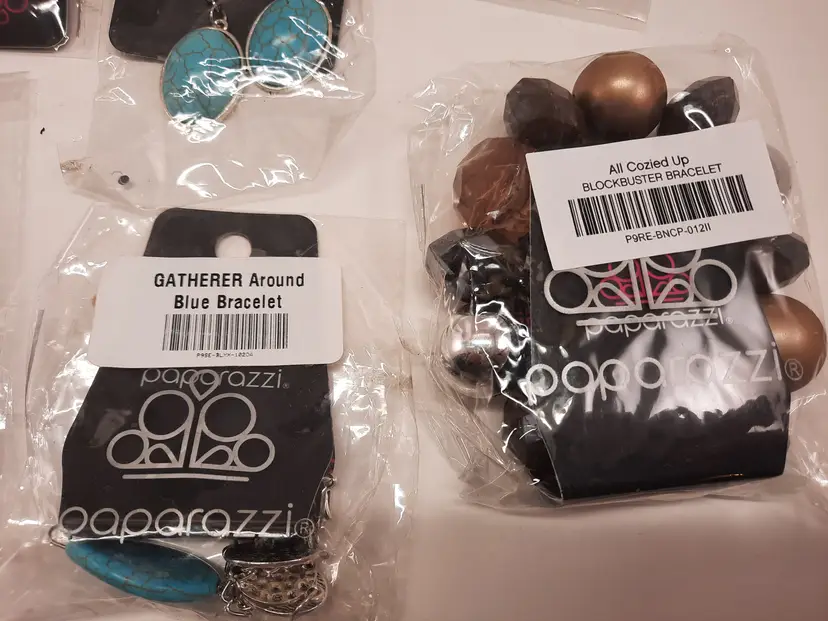 GATHERER Around
Blue Bracelet
paparazzi®
paparazzi®
All Cozied Up
BLOCKBUSTER BRACELET
P9RE-BNCP-012II
paparazzi®
paparazzi®